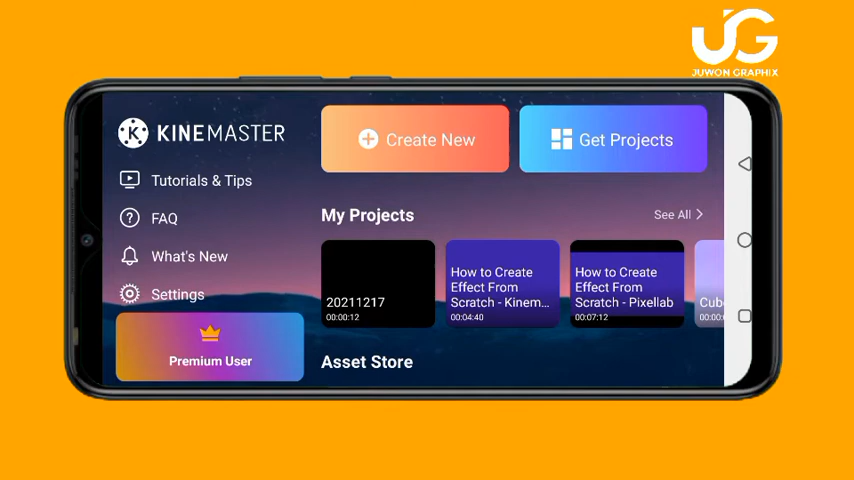 JUWON GRAPHIX
KINEMASTER
Create New
Get Projects
Tutorials & Tips
FAQ
What's New
Settings
Premium User
My Projects
See All
20211217
00:00:12
How to Create
Effect From
Scratch - Kinem...
00:04:40
How to Create
Effect From
Scratch - Pixellab
00:07:12
Cub
00:00:
Asset Store